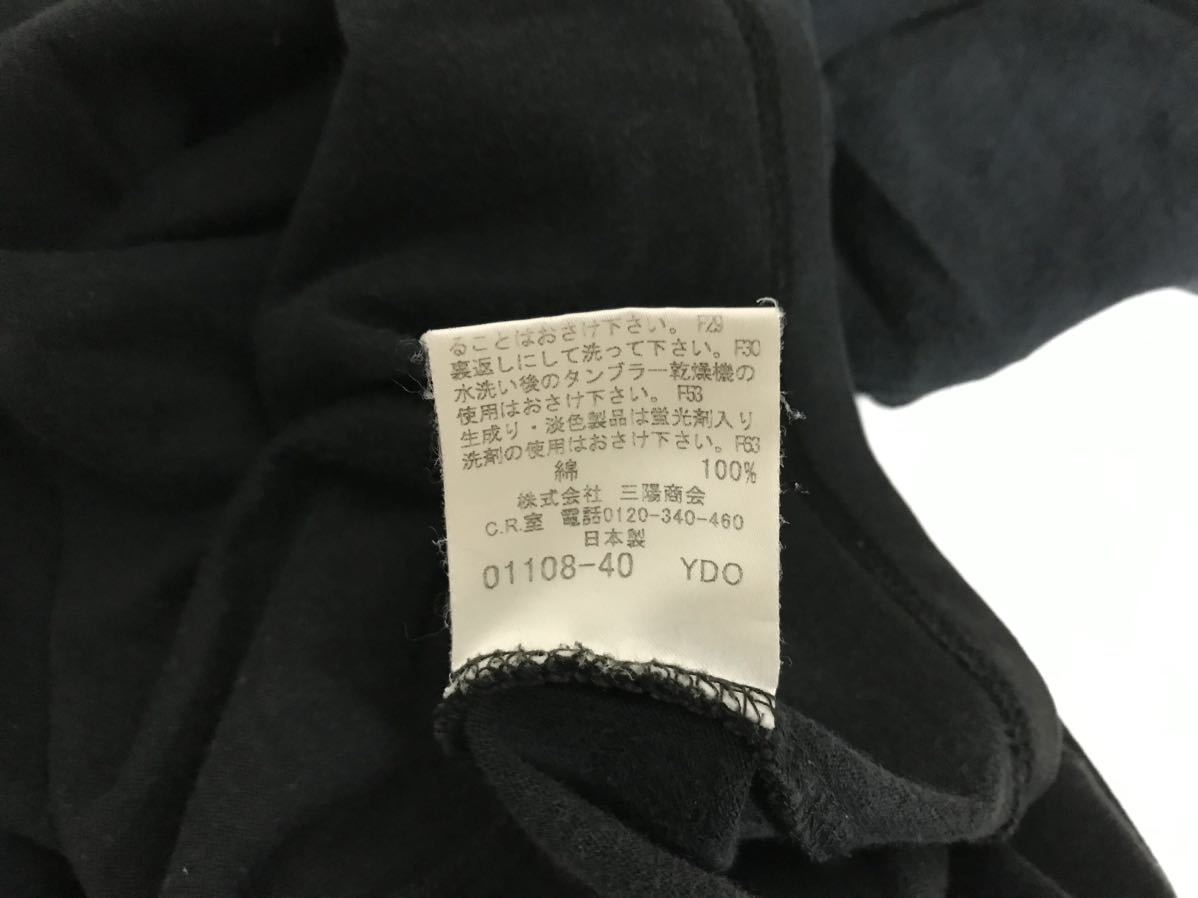 ることはおさけ下さい。 F29
裏返しにして洗って下さい。F30
水洗い後のタンブラー乾燥機の
使用はおさけ下さい。 F53
生成り・淡色製品は蛍光剤入り
洗剤の使用はおさけ下さい。F63
綿 100%
株式会社 三陽商会
C.R.室 電話0120-340-460
日本製
01108-40 YDO